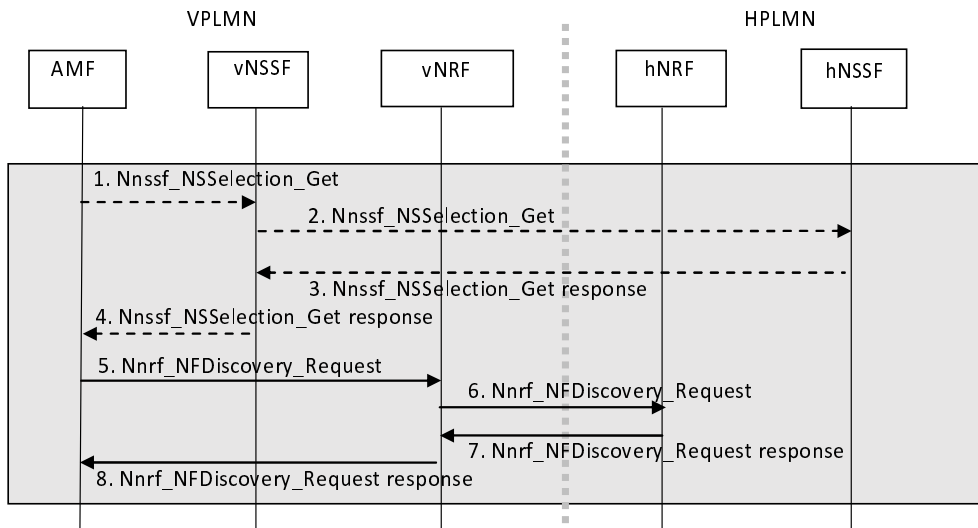 VPLMN
HPLMN
AMF
vNSSF
vNRF
hNRF
hNSSF
1. Nnssf_NSSelection_Get
2. Nnssf_NSSelection_Get
3. Nnssf_NSSelection_Get response
4. Nnssf_NSSelection_Get response
5. Nnrf_NFDiscovery_Request
6. Nnrf_NFDiscovery_Request
7. Nnrf_NFDiscovery_Request response
8. Nnrf_NFDiscovery_Request response